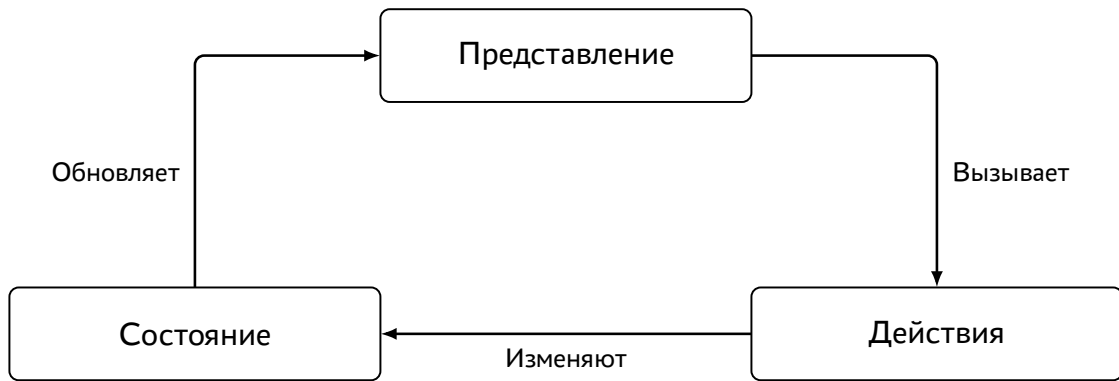 Представление
Обновляет
Вызывает
Состояние
Изменяют
Действия